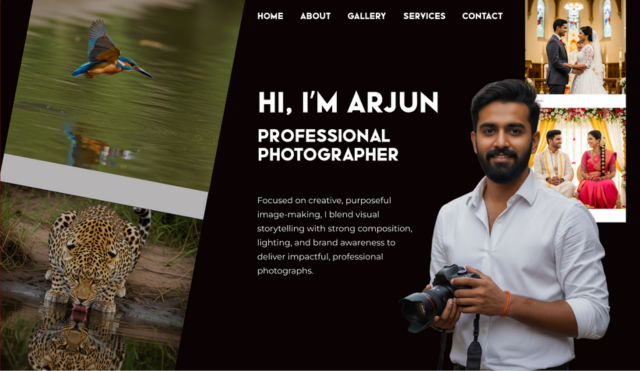 HOME ABOUT GALLERY SERVICES CONTACT
HI, I'M ARJUN
PROFESSIONAL
PHOTOGRAPHER
Focused on creative, purposeful
image-making, I blend visual
storytelling with strong composition,
lighting, and brand awareness to
deliver impactful, professional
photographs.